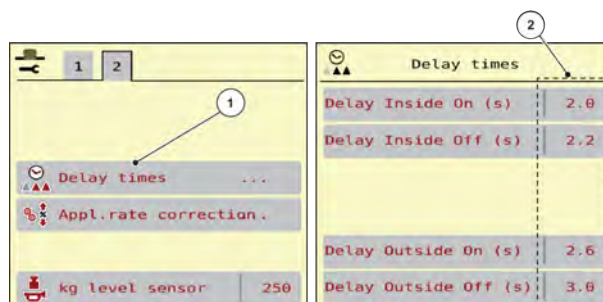 1 2
1
Delay times ...
Appl.rate correction.
kg level sensor 250
2
Delay times
Delay Inside On (s) 2.0
Delay Inside Off (s) 2.2
Delay Outside On (s) 2.6
Delay Outside Off (s) 3.0